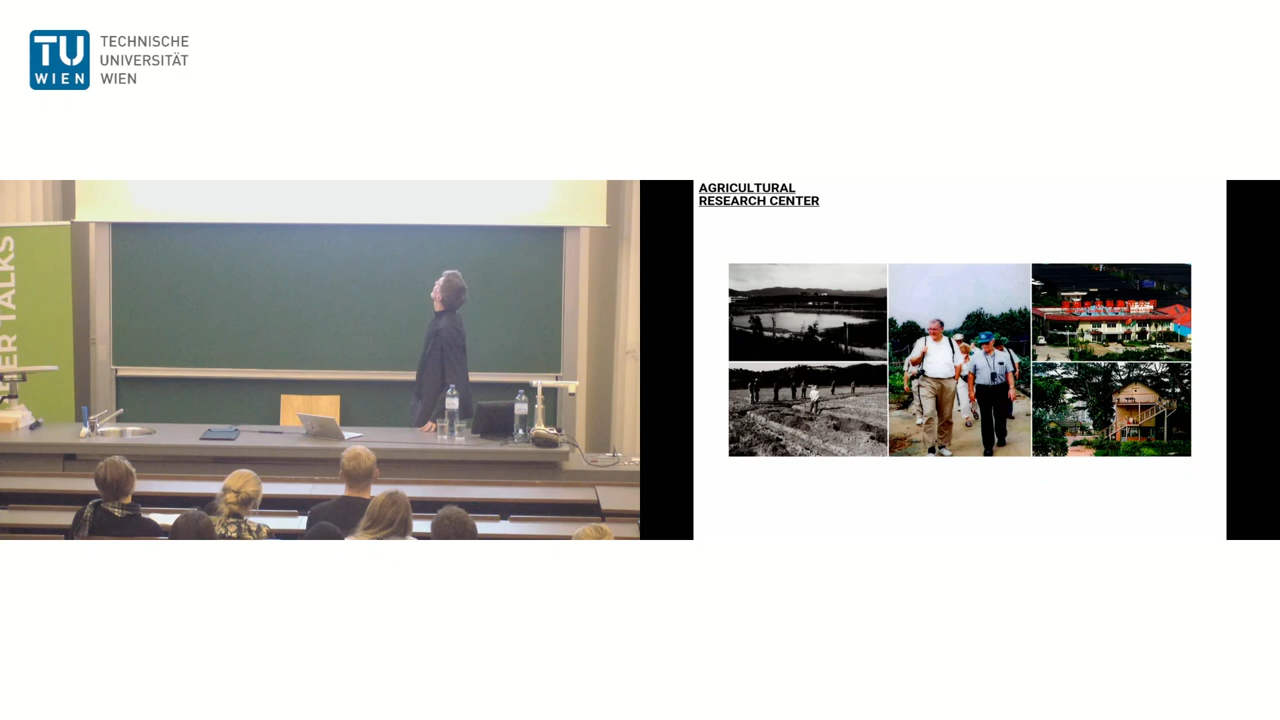 TU
WIEN
TECHNISCHE
UNIVERSITÄT
WIEN
ER TALKS
AGRICULTURAL
RESEARCH CENTER